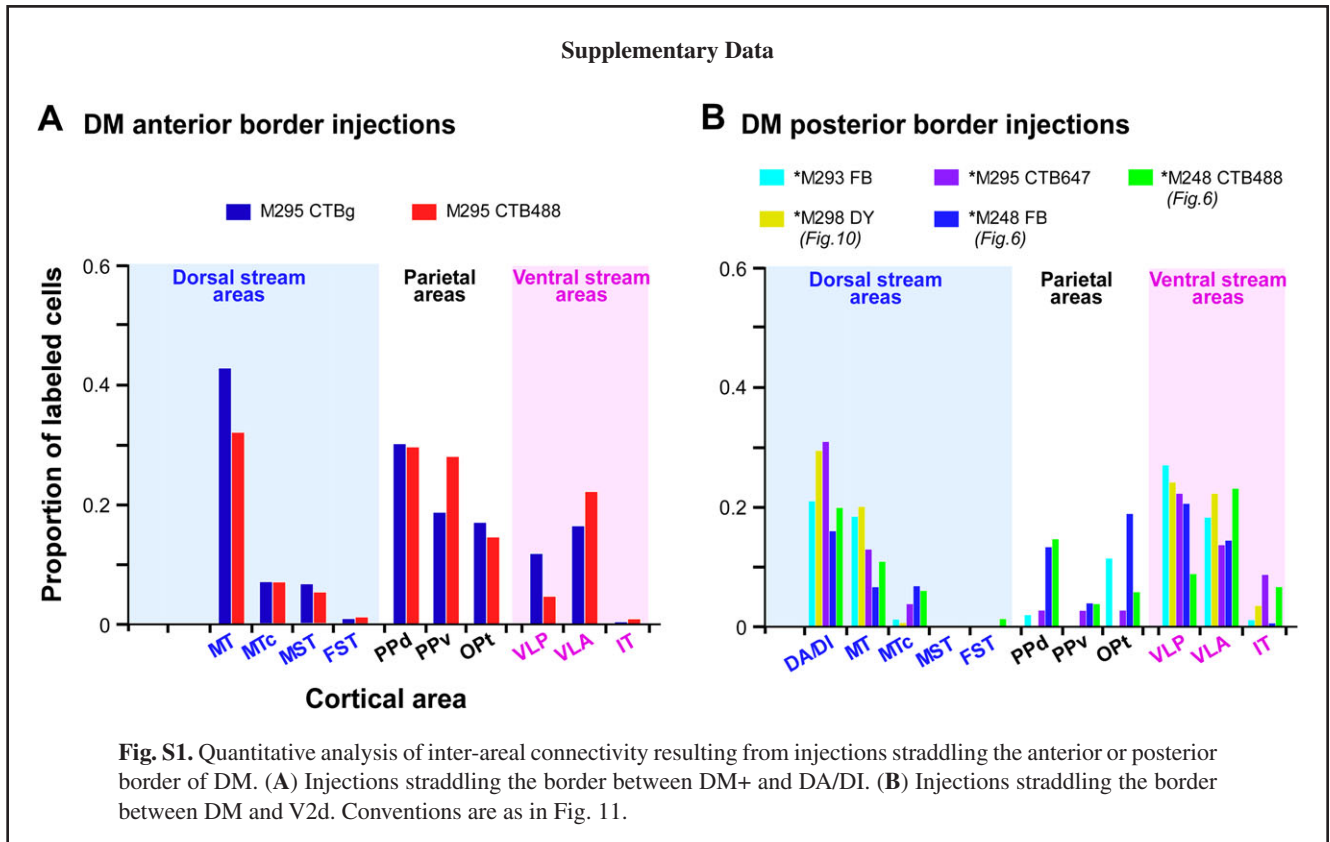 Supplementary Data
A DM anterior border injections
M295 CTBg M295 CTB488
0.6
0.4
0.2
0
Proportion of labeled cells
Dorsal stream
areas
Parietal
areas
Ventral stream
areas
MT MTc MST FST PPd PPv OPt VLP VLA IT
Cortical area
B DM posterior border injections
*M293 FB *M295 CTB647 *M248 CTB488
(Fig.6)
*M298 DY *M248 FB
(Fig.10) (Fig.6)
0.6
0.4
0.2
0
Dorsal stream
areas
Parietal
areas
Ventral stream
areas
DA/DI MT MTc MST FST PPd PPv OPt VLP VLA IT
Fig. S1. Quantitative analysis of inter-areal connectivity resulting from injections straddling the anterior or posterior
border of DM. (A) Injections straddling the border between DM+ and DA/DI. (B) Injections straddling the border
between DM and V2d. Conventions are as in Fig. 11.